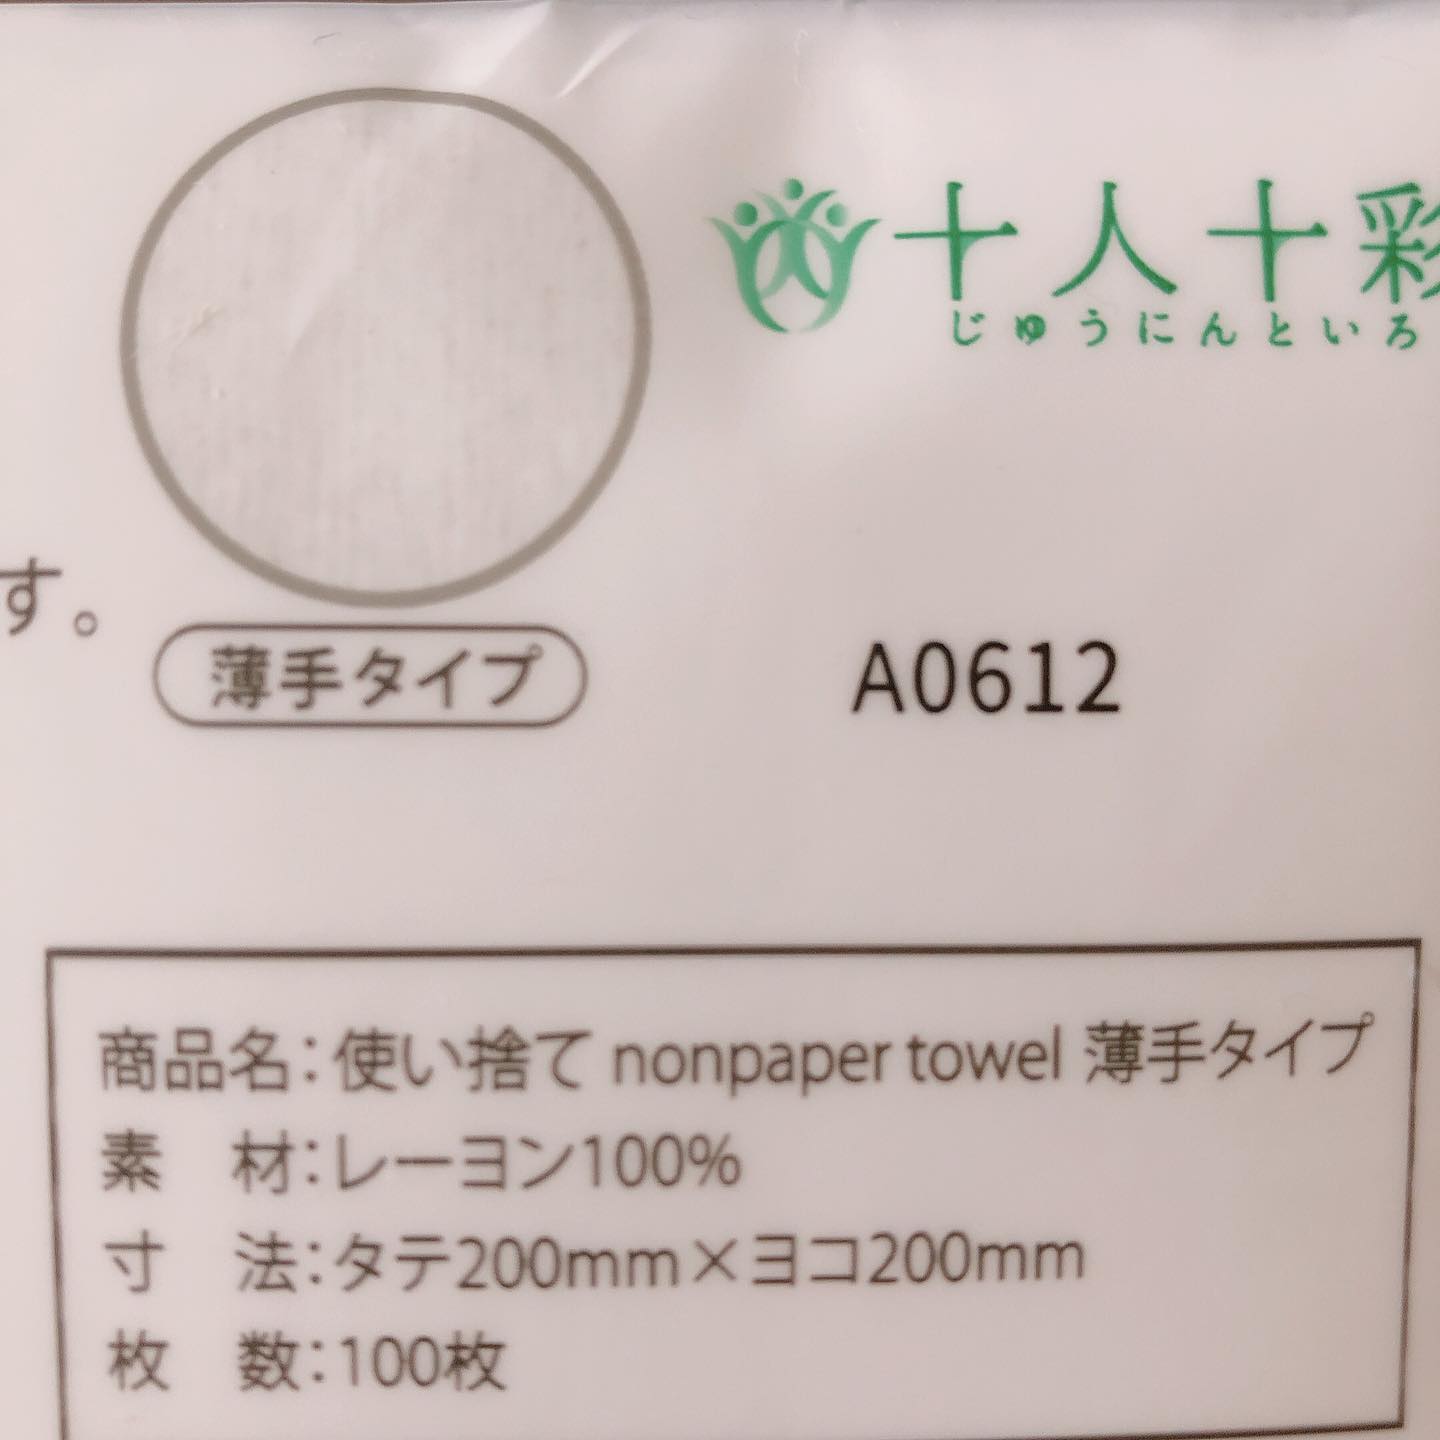 十人十彩
じゅうにんといろ
す。
薄手タイプ
A0612
商品名：使い捨て nonpaper towel 薄手タイプ
素　材：レーヨン100%
寸　法：タテ200mm×ヨコ200mm
枚　数：100枚